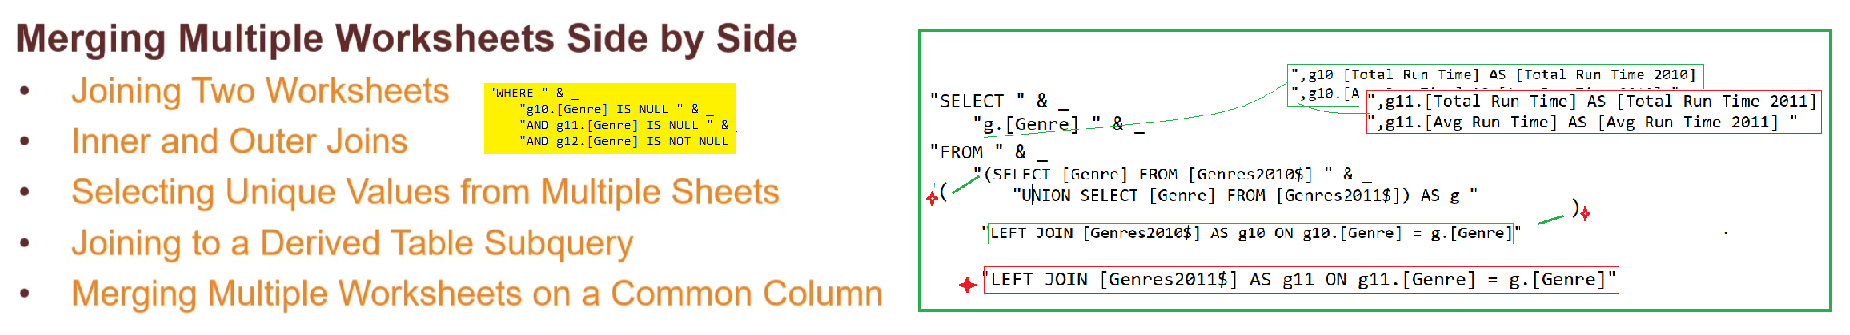 Merging Multiple Worksheets Side by Side
• Joining Two Worksheets
• Inner and Outer Joins
• Selecting Unique Values from Multiple Sheets
• Joining to a Derived Table Subquery
• Merging Multiple Worksheets on a Common Column
"WHERE " & _
"g10.[Genre] IS NULL " & _
"AND g11.[Genre] IS NULL " &
"AND g12.[Genre] IS NOT NULL
",g10 [Total Run Time] AS [Total Run Time 2010]
",g10.[A
",g11.[Total Run Time] AS [Total Run Time 2011]
",g11.[Avg Run Time] AS [Avg Run Time 2011] "
"SELECT " & _
"g.[Genre] " & _
"FROM " & _
"(SELECT [Genre] FROM [Genres2010$] " & _
(
"UNION SELECT [Genre] FROM [Genres2011$]) AS g "
)
"LEFT JOIN [Genres2010$] AS g10 ON g10.[Genre] = g.[Genre]"
"LEFT JOIN [Genres2011$] AS g11 ON g11.[Genre] = g.[Genre]"